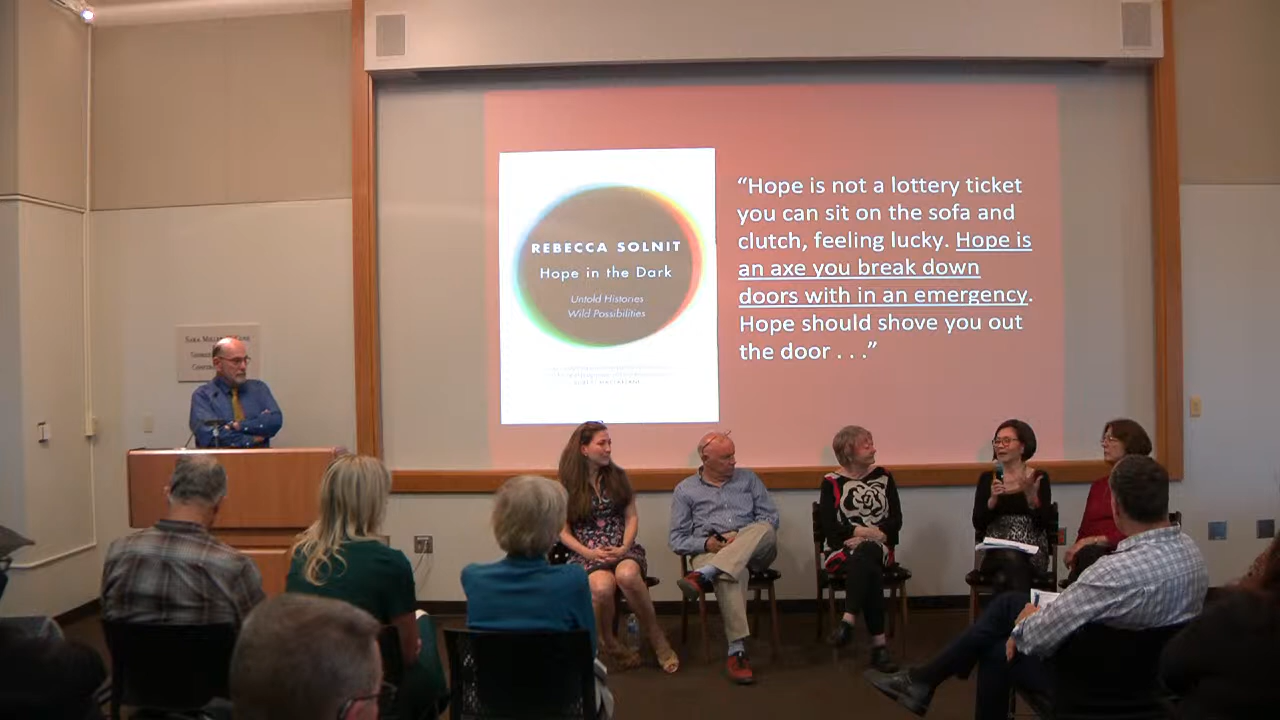 REBECCA SOLNIT
Hope in the Dark
Untold Histories
Wild Possibilities
“Hope is not a lottery ticket
you can sit on the sofa and
clutch, feeling lucky. Hope is
an axe you break down
doors with in an emergency.
Hope should shove you out
the door . . .”